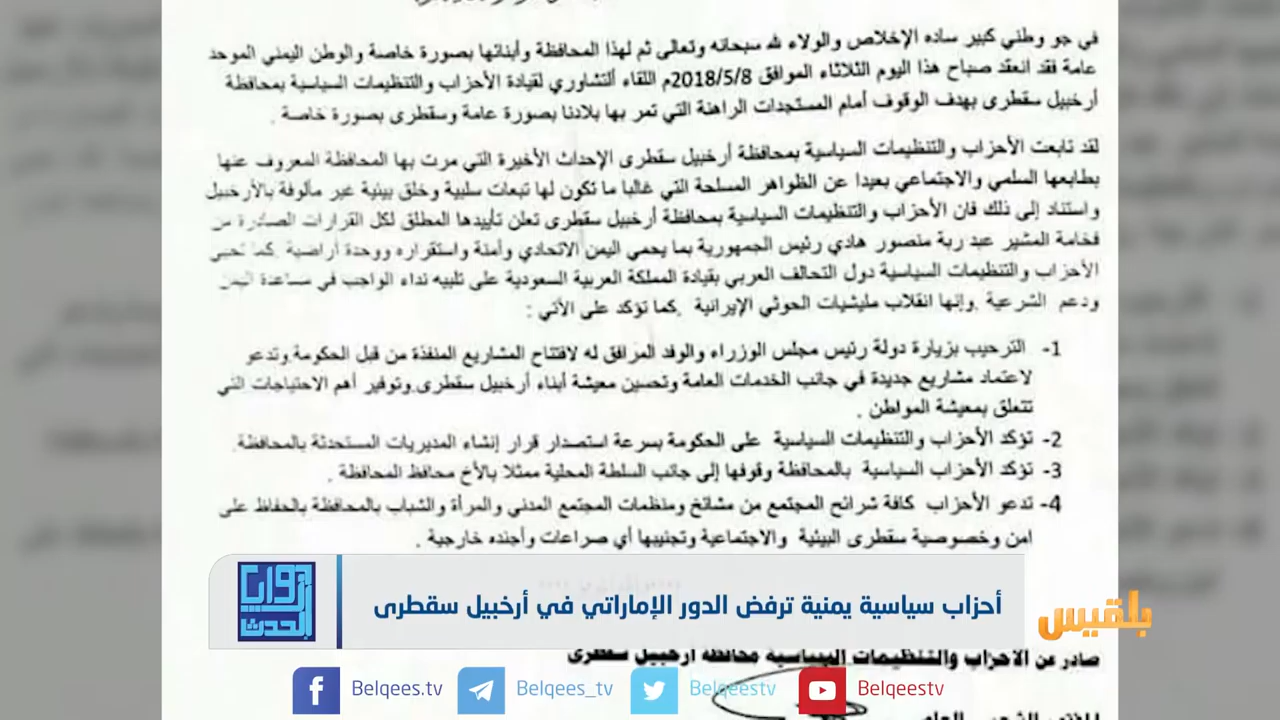 في جو وطني كبير ساده الإخلاص والولاء لله سبحانه وتعالى ثم لهذا المحافظة وأبنائها بصورة خاصة والوطن اليمني الموحد
عامة فقد انعقد صباح هذا اليوم الثلاثاء الموافق 2018/5/8م اللقاء ألتشاوري لقيادة الأحزاب والتنظيمات السياسية بمحافظة
أرخبيل سقطرى بهدف الوقوف أمام المستجدات الراهنة التي تمر بها بلادنا بصورة عامة وسقطرى بصورة خاصة .
لقد تابعت الأحزاب والتنظيمات السياسية بمحافظة أرخبيل سقطرى الإحداث الأخيرة التي مرت بها المحافظة المعروف عنها
بطابعها السلمي والاجتماعي بعيدا عن الظواهر المسلحة التي غالبا ما تكون لها تبعات سلبية وخلق بيئية غير مألوفة بالأرخبيل
واستناد إلى ذلك فان الأحزاب والتنظيمات السياسية بمحافظة أرخبيل سقطرى تعلن تأييدها المطلق لكل القرارات الصادرة من
فخامة المشير عبد ربة منصور هادي رئيس الجمهورية بما يحمي اليمن الاتحادي وأمنة واستقراره ووحدة أراضية .كما تحيي
الأحزاب والتنظيمات السياسية دول التحالف العربي بقيادة المملكة العربية السعودية على تلبيه نداء الواجب في مساعدة اليمن
ودعم الشرعية .وإنها انقلاب مليشيات الحوثي الإيرانية .كما تؤكد على الأتي :
1- الترحيب بزيارة دولة رئيس مجلس الوزراء والوفد المرافق له لافتتاح المشاريع المنفذة من قبل الحكومة.وتدعو
لاعتماد مشاريع جديدة في جانب الخدمات العامة وتحسين معيشة أبناء أرخبيل سقطرى.وتوفير أهم الاحتياجات التي
تتعلق بمعيشة المواطن .
2- تؤكد الأحزاب والتنظيمات السياسية على الحكومة بسرعة استصدار قرار إنشاء المديريات المستحدثة بالمحافظة.
3- تؤكد الأحزاب السياسية بالمحافظة وقوفها إلى جانب السلطة المحلية ممثلا بالأخ محافظ المحافظة .
4- تدعو الأحزاب كافة شرائح المجتمع من مشائخ ومنظمات المجتمع المدني والمرأة والشباب بالمحافظة بالحفاظ على
امن وخصوصية سقطرى البيئية والاجتماعية وتجنيبها أي صراعات وأجنده خارجية .
أحزاب سياسية يمنية ترفض الدور الإماراتي في أرخبيل سقطرى
بلقيس
صادر عن الاحزاب والتنظيمات السياسية محافظة ارخبيل سقطرى
Belqees.tv Belqees_tv Belqeestv Belqeestv